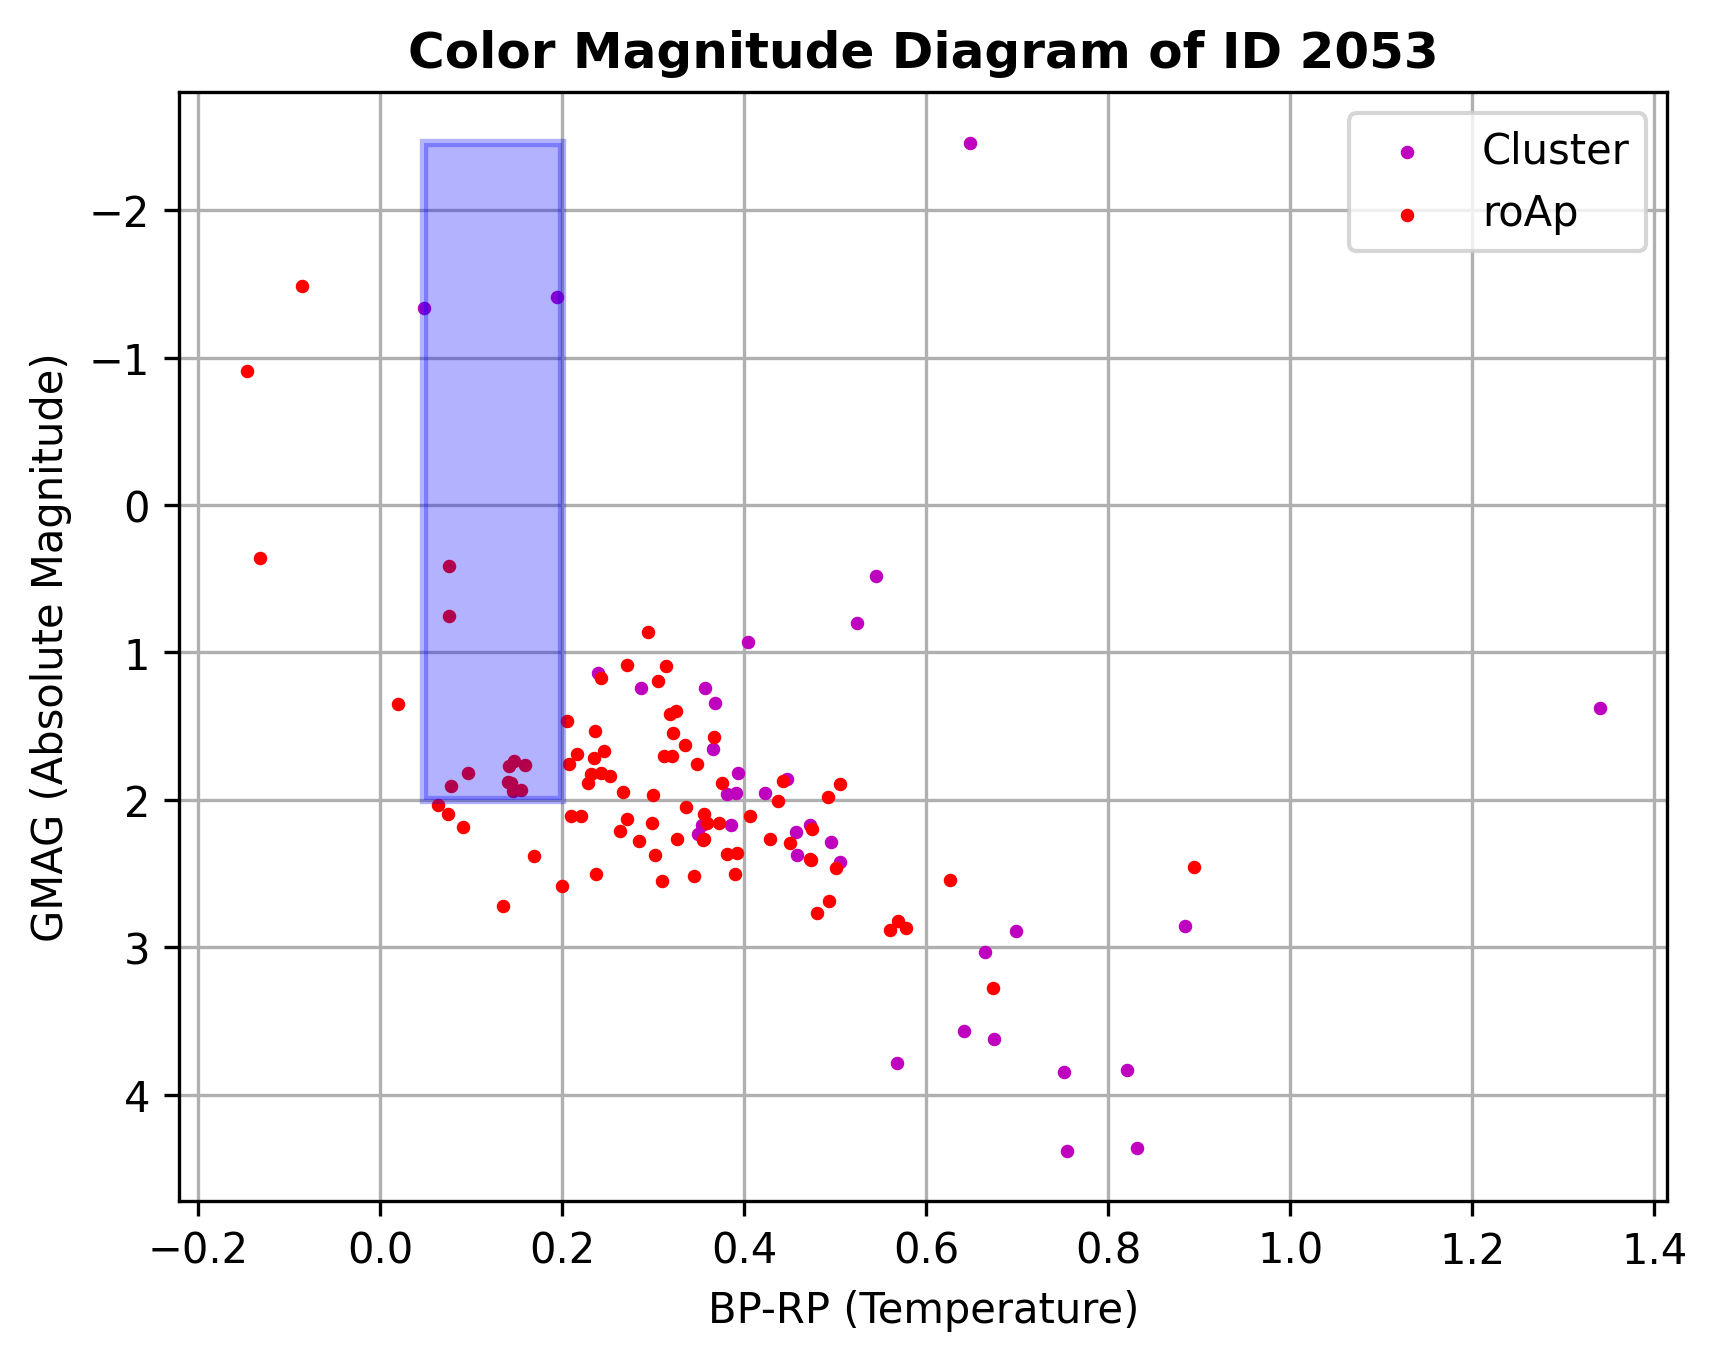 Color Magnitude Diagram of ID 2053
Cluster
roAp
−2
−1
0
1
2
3
4
GMAG (Absolute Magnitude)
−0.2 0.0 0.2 0.4 0.6 0.8 1.0 1.2 1.4
BP-RP (Temperature)